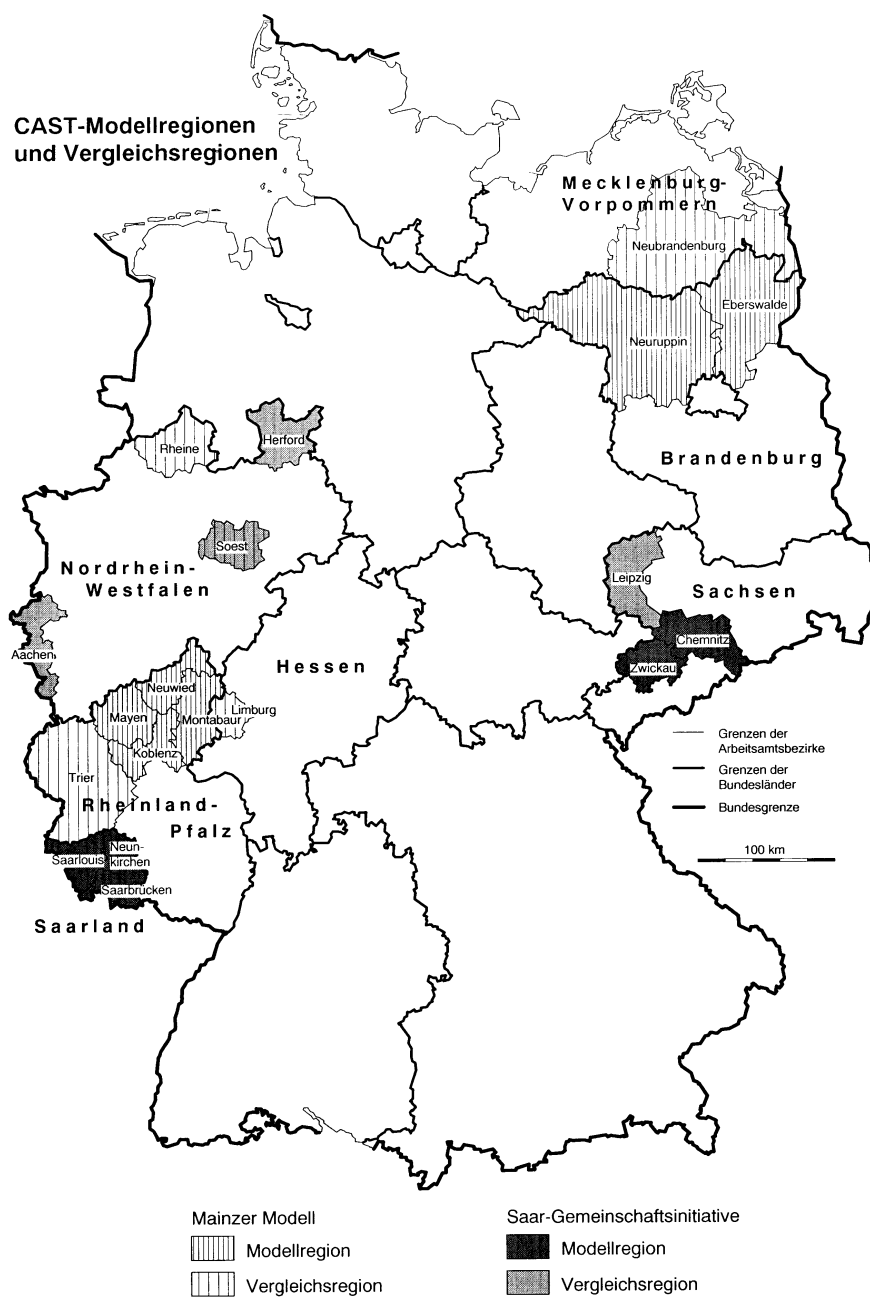 CAST-Modellregionen
und Vergleichsregionen
Mecklenburg-
Vorpommern
Neubrandenburg
Eberswalde
Neuruppin
Rheine
Herford
Brandenburg
Soest
Nordrhein-
Westfalen
Leipzig
Sachsen
Aachen
Chemnitz
Zwickau
Hessen
Neuwied
Mayen
Montabaur
Limburg
Koblenz
Trier
Rheinland-
Pfalz
Saarlouis
Neun-
kirchen
Saarbrücken
Saarland
Grenzen der
Arbeitsamtsbezirke
Grenzen der
Bundesländer
Bundesgrenze
100 km
Mainzer Modell
Modellregion
Vergleichsregion
Saar-Gemeinschaftsinitiative
Modellregion
Vergleichsregion